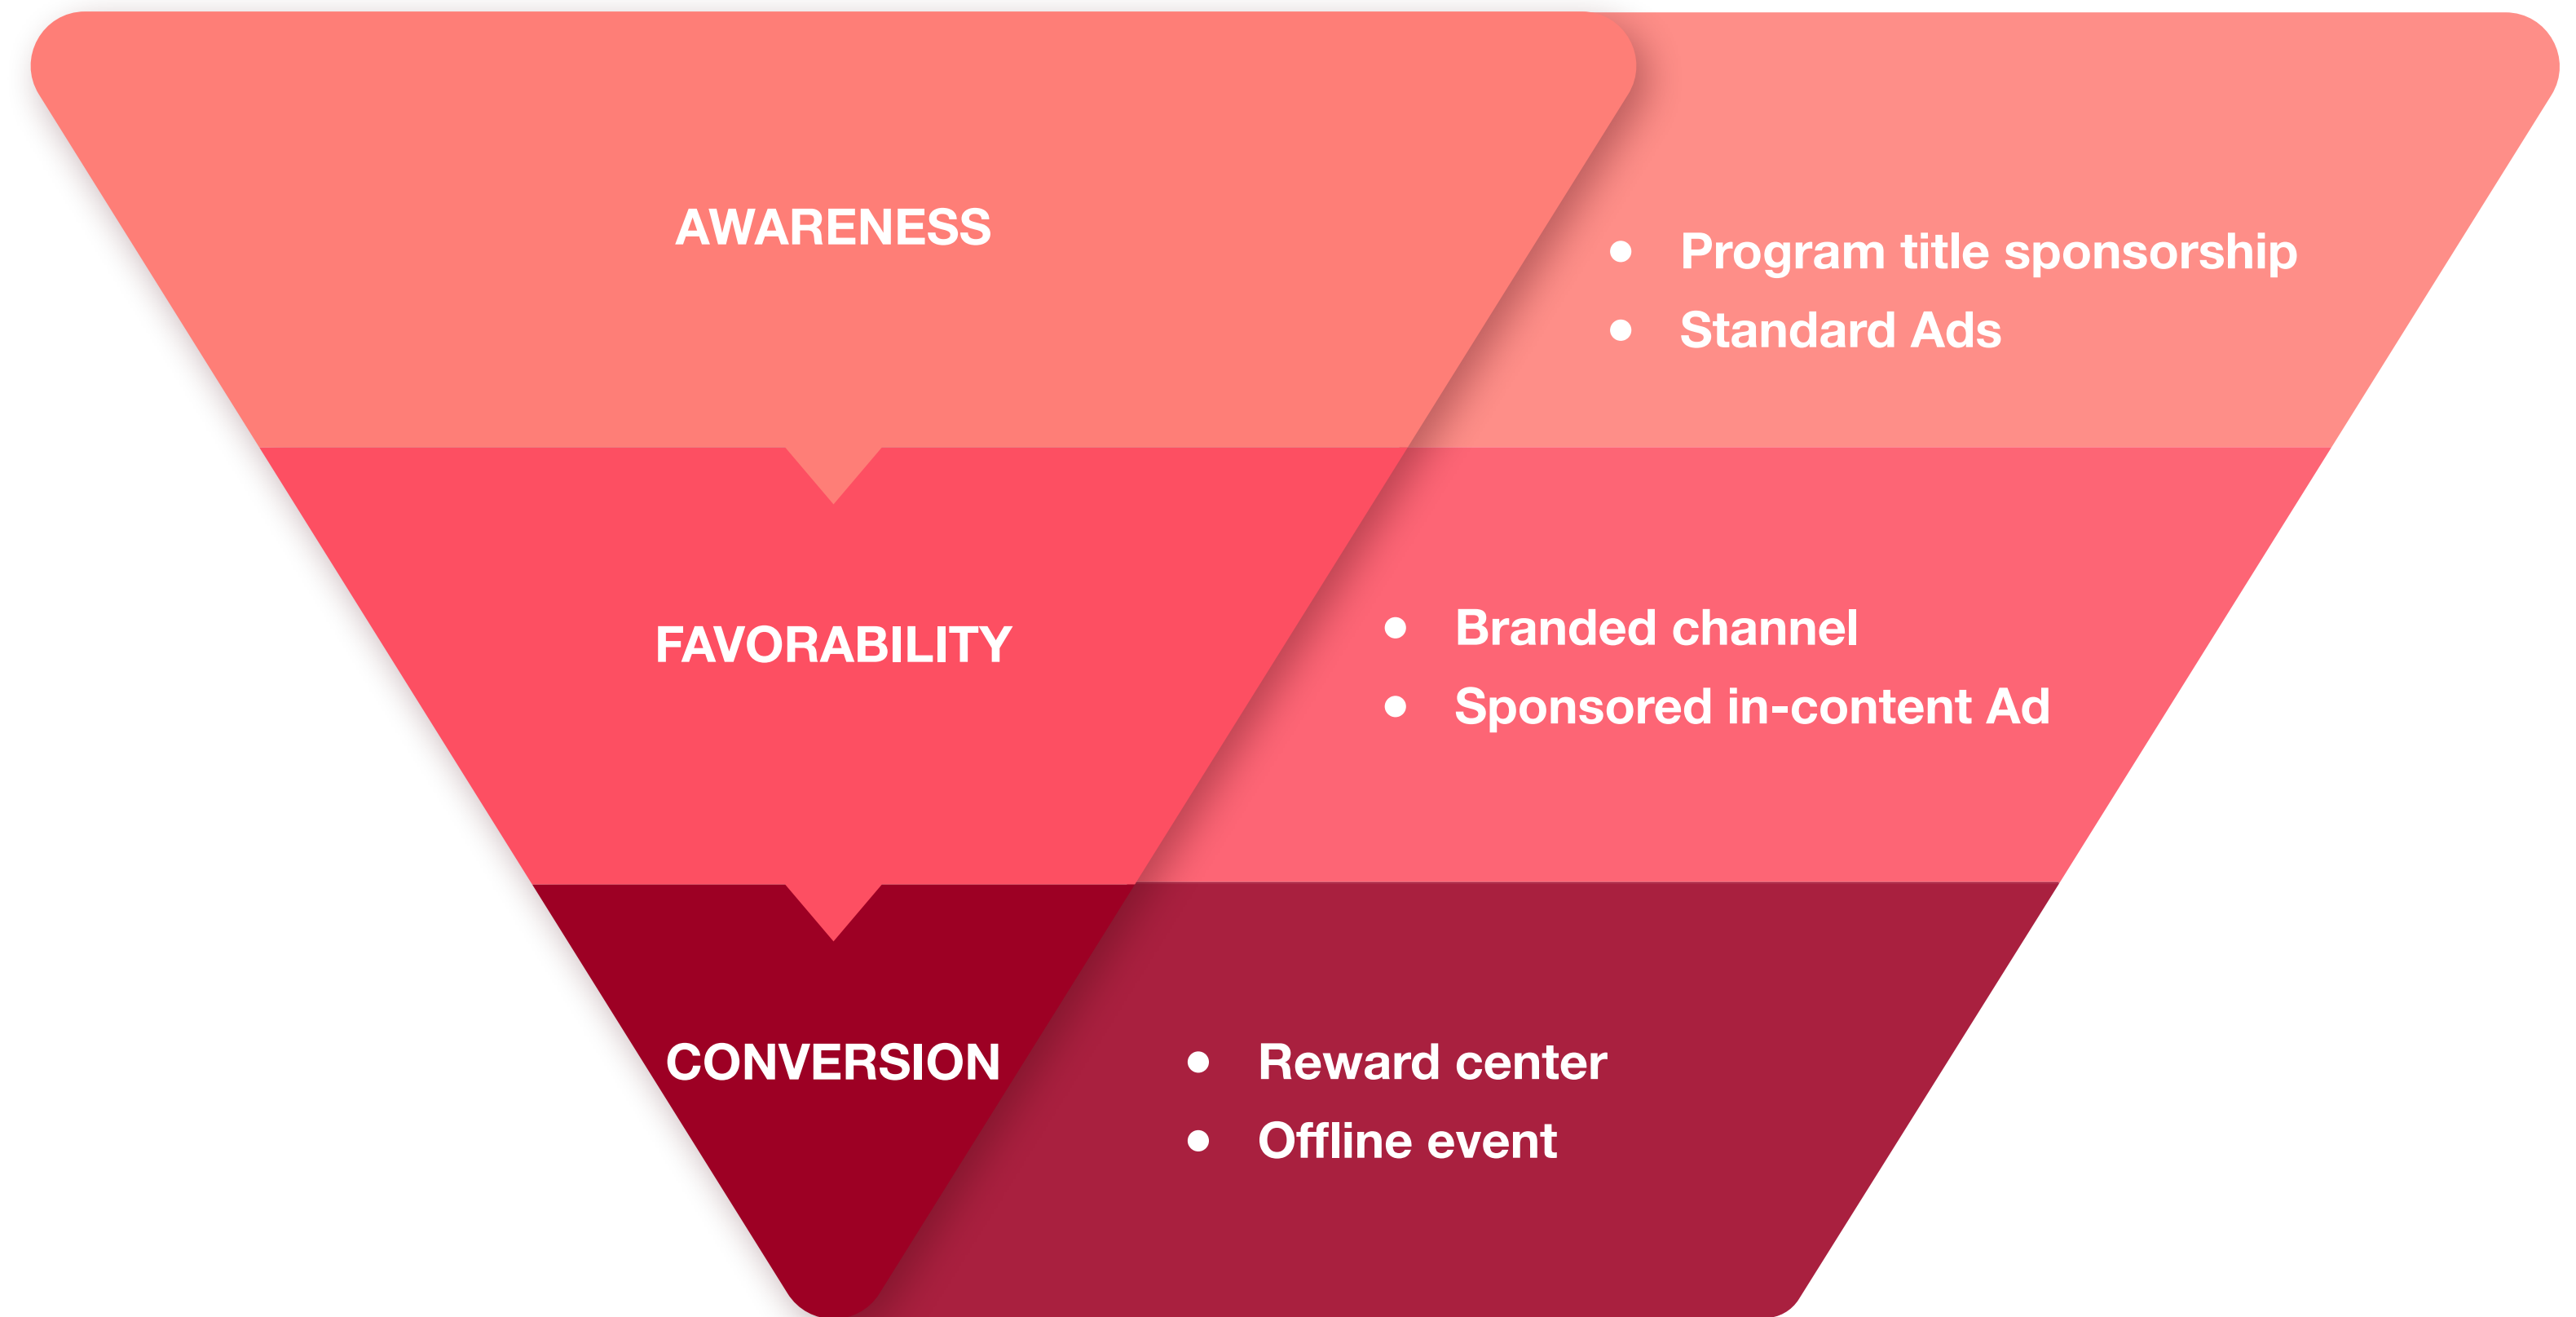 AWARENESS
• Program title sponsorship
• Standard Ads
FAVORABILITY
• Branded channel
• Sponsored in-content Ad
CONVERSION
• Reward center
• Offline event